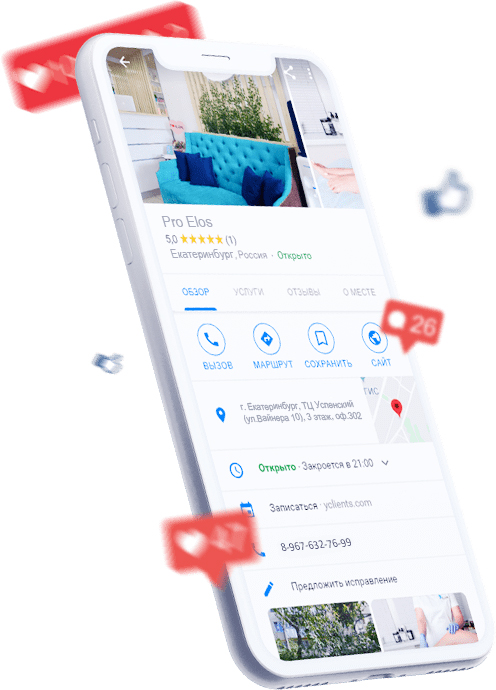 Pro Elos
5,0 (1)
Екатеринбург, Россия · Открыто
ОБЗОР УСЛУГИ ОТЗЫВЫ О МЕСТЕ
26
ВЫЗОВ МАРШРУТ СОХРАНИТЬ САЙТ
г. Екатеринбург, ТЦ Успенский
(ул.Вайнера 10), 3 этаж, оф.302
ГИС
Открыто · Закроется в 21:00
Записаться · yclients.com
47
8-967-632-76-99
Предложить исправление